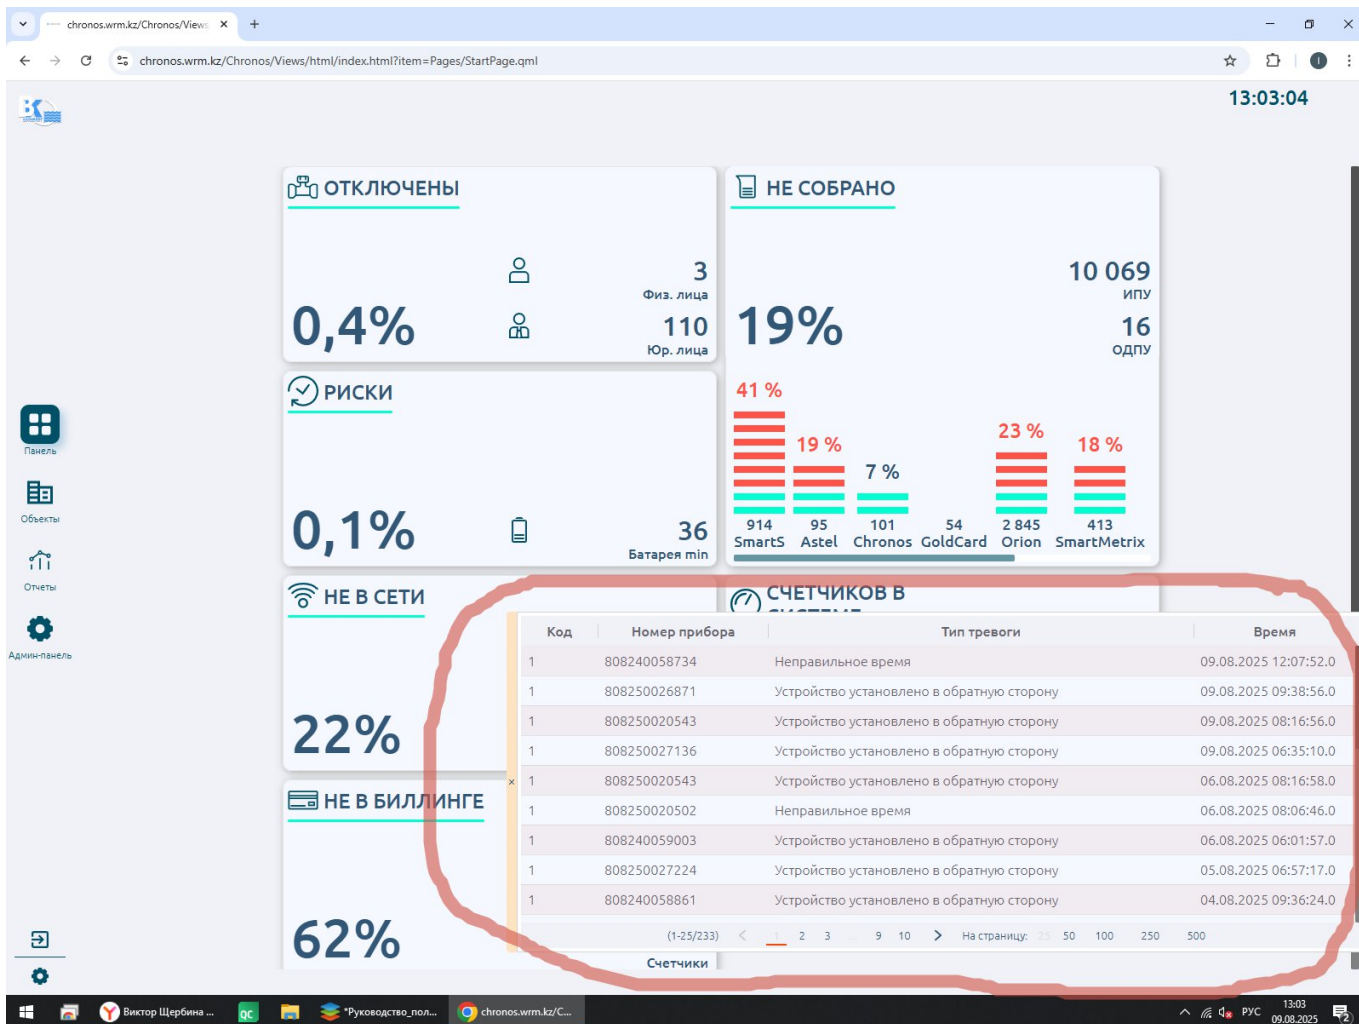 chronos.wrm.kz/Chronos/Views
chronos.wrm.kz/Chronos/Views/html/index.html?item=Pages/StartPage.qml
13:03:04
ВК
ОТКЛЮЧЕНЫ
0,4%
3
Физ. лица
110
Юр. лица
НЕ СОБРАНО
19%
10 069
ИПУ
16
ОДПУ
41 %
19 %
7 %
23 %
18 %
914
95
101
54
2 845
413
SmartS
Astel
Chronos
GoldCard
Orion
SmartMetrix
РИСКИ
0,1%
36
Батарея min
Панель
Объекты
Отчеты
Админ-панель
НЕ В СЕТИ
22%
СЧЕТЧИКОВ В
СИСТЕМЕ
НЕ В БИЛЛИНГЕ
62%
Счетчики
Код Номер прибора Тип тревоги Время
1 808240058734 Неправильное время 09.08.2025 12:07:52.0
1 808250026871 Устройство установлено в обратную сторону 09.08.2025 09:38:56.0
1 808250020543 Устройство установлено в обратную сторону 09.08.2025 08:16:56.0
1 808250027136 Устройство установлено в обратную сторону 09.08.2025 06:35:10.0
1 808250020543 Устройство установлено в обратную сторону 06.08.2025 08:16:58.0
1 808250020502 Неправильное время 06.08.2025 08:06:46.0
1 808240059003 Устройство установлено в обратную сторону 06.08.2025 06:01:57.0
1 808250027224 Устройство установлено в обратную сторону 05.08.2025 06:57:17.0
1 808240058861 Устройство установлено в обратную сторону 04.08.2025 09:36:24.0
(1-25/233) < 1 2 3 ... 9 10 > На страницу: 25 50 100 250 500
Виктор Щербина ...
qc
*Руководство_пол...
chronos.wrm.kz/C...
РУС
13:03
09.08.2025
2